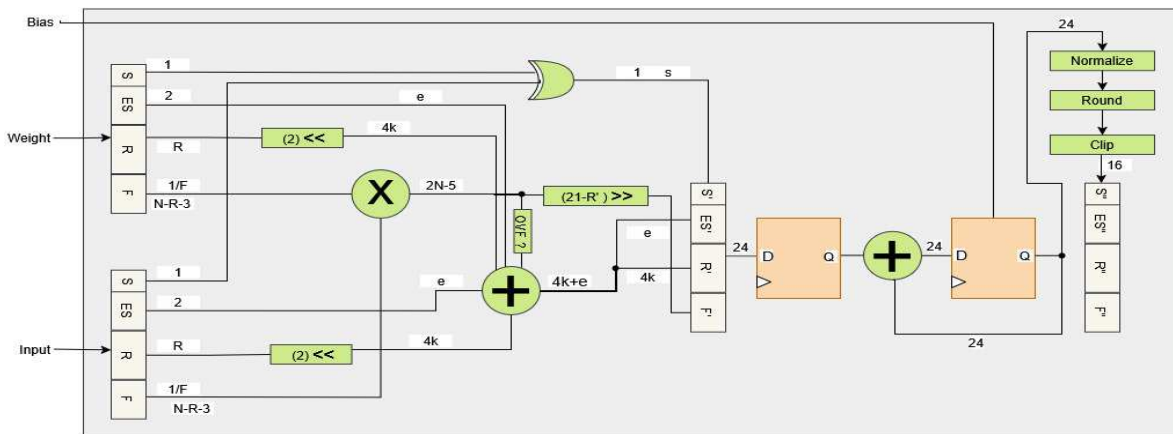 Bias
24
Normalize
Round
Clip
16
1
1 s
S
2
e
ES
Weight
(2) <<
4k
R
R
1/F
X
2N-5
(21-R' ) >>
F
N-R-3
OVF ?
S'
S"
ES'
ES"
e
24
D
Q
+
24
D
Q
R'
R"
4k
F'
F"
1
S
e
+
4k+e
2
ES
Input
R
(2) <<
4k
R
24
1/F
F
N-R-3